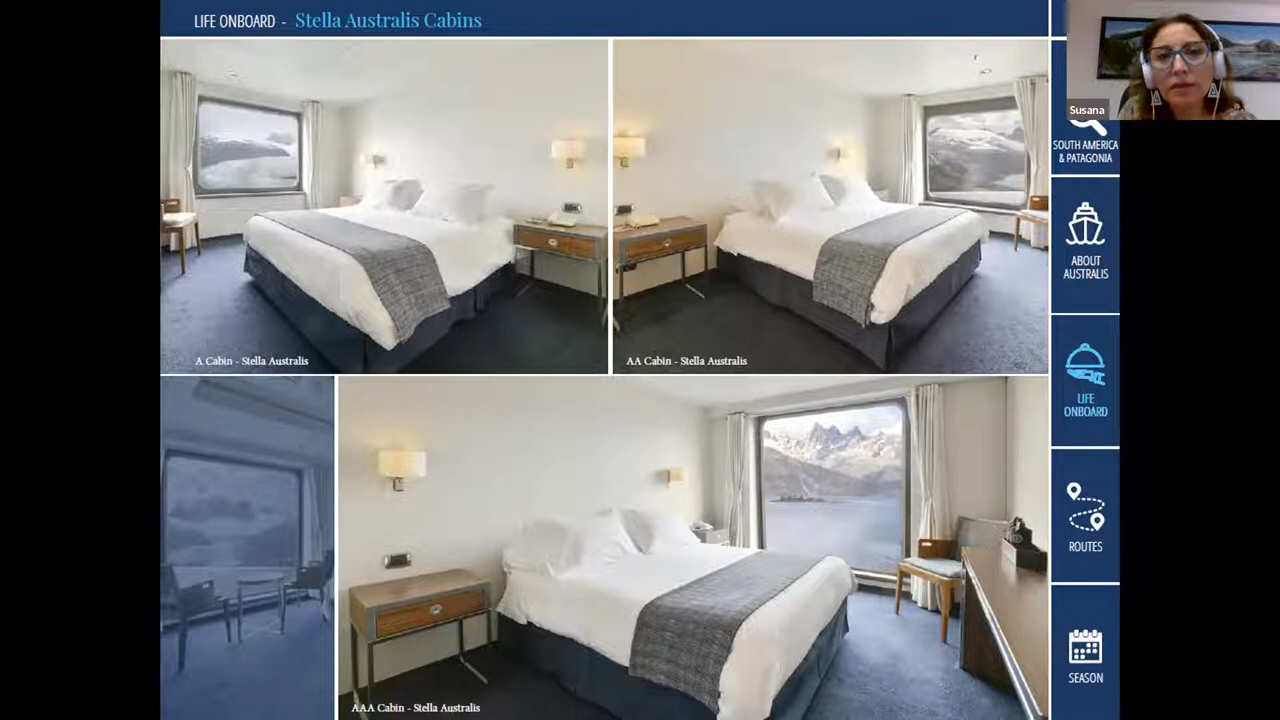 LIFE ONBOARD - Stella Australis Cabins
Susana
A Cabin - Stella Australis
AA Cabin - Stella Australis
AAA Cabin - Stella Australis
SOUTH AMERICA
& PATAGONIA
ABOUT
AUSTRALIS
LIFE
ONBOARD
ROUTES
SEASON